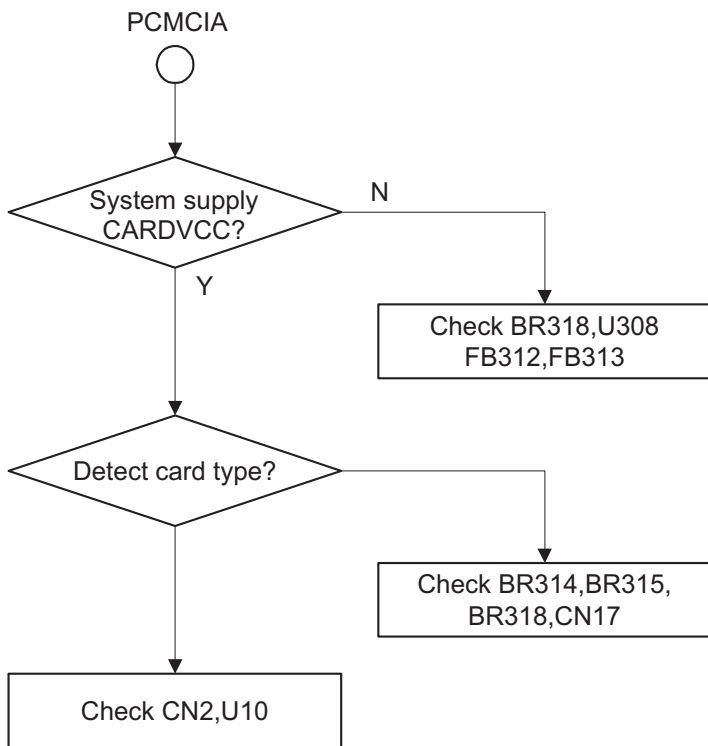 PCMCIA
System supply
CARDVCC?
N
Y
Check BR318,U308
FB312,FB313
Detect card type?
Check BR314,BR315,
BR318,CN17
Check CN2,U10